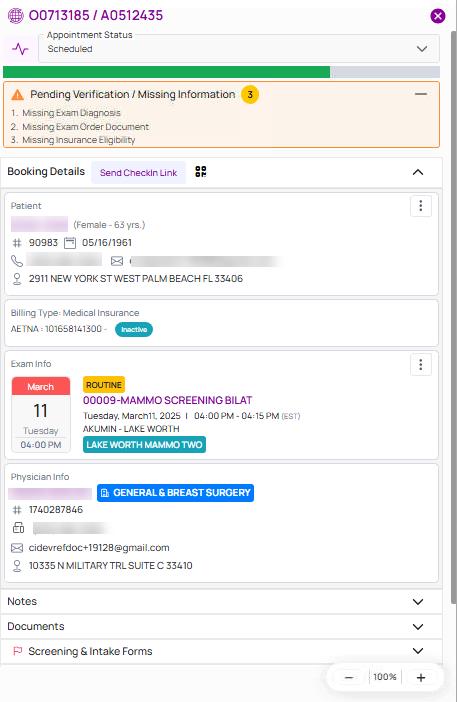 O0713185 / A0512435
Appointment Status
Scheduled
Pending Verification / Missing Information 3
1. Missing Exam Diagnosis
2. Missing Exam Order Document
3. Missing Insurance Eligibility
Booking Details Send CheckIn Link
Patient
(Female - 63 yrs.)
# 90983 05/16/1961
2911 NEW YORK ST WEST PALM BEACH FL 33406
Billing Type: Medical Insurance
AETNA : 101658141300 - Inactive
Exam Info
March
11
Tuesday
04:00 PM
ROUTINE
00009-MAMMO SCREENING BILAT
Tuesday, March11, 2025 | 04:00 PM - 04:15 PM (EST)
AKUMIN - LAKE WORTH
LAKE WORTH MAMMO TWO
Physician Info
GENERAL & BREAST SURGERY
# 1740287846
cidevrefdoc+19128@gmail.com
10335 N MILITARY TRL SUITE C 33410
Notes
Documents
Screening & Intake Forms
− 100% +